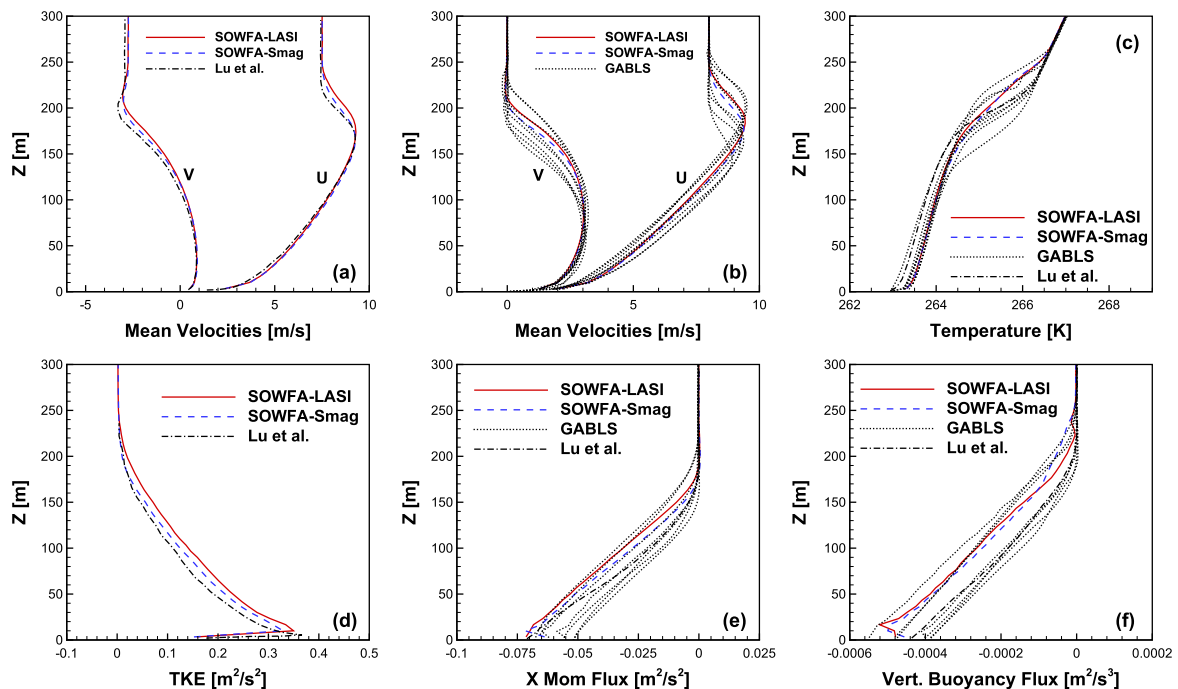 300
250
200
150
100
50
0
Z [m]
SOWFA-LASI
SOWFA-Smag
Lu et al.
V
U
(a)
-5 0 5 10
Mean Velocities [m/s]
300
250
200
150
100
50
0
Z [m]
SOWFA-LASI
SOWFA-Smag
GABLS
V
U
(b)
0 5 10
Mean Velocities [m/s]
300
250
200
150
100
50
0
Z [m]
(c)
SOWFA-LASI
SOWFA-Smag
GABLS
Lu et al.
262 264 266 268
Temperature [K]
300
250
200
150
100
50
0
Z [m]
SOWFA-LASI
SOWFA-Smag
Lu et al.
(d)
-0.1 0 0.1 0.2 0.3 0.4 0.5
TKE [m²/s²]
300
250
200
150
100
50
0
Z [m]
SOWFA-LASI
SOWFA-Smag
GABLS
Lu et al.
(e)
-0.1 -0.075 -0.05 -0.025 0 0.025
X Mom Flux [m²/s²]
300
250
200
150
100
50
0
Z [m]
SOWFA-LASI
SOWFA-Smag
GABLS
Lu et al.
(f)
-0.0006 -0.0004 -0.0002 0 0.0002
Vert. Buoyancy Flux [m²/s³]